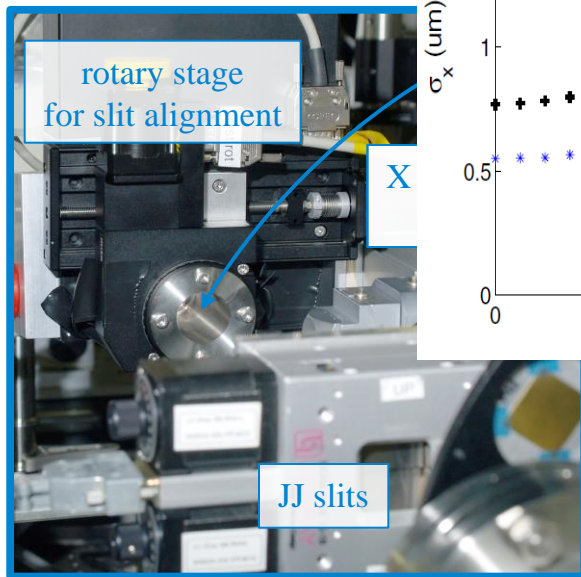 rotary stage
for slit alignment
X
JJ slits
UP
σx (um)
1
0.5
0
0